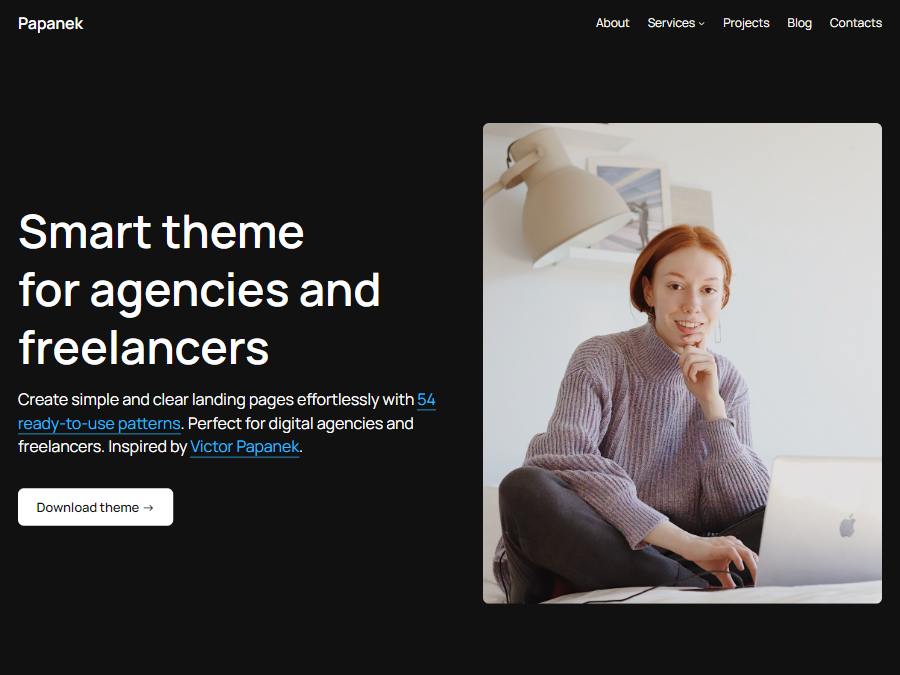 Papanek
About Services Projects Blog Contacts
Smart theme
for agencies and
freelancers
Create simple and clear landing pages effortlessly with 54
ready-to-use patterns. Perfect for digital agencies and
freelancers. Inspired by Victor Papanek.
Download theme →